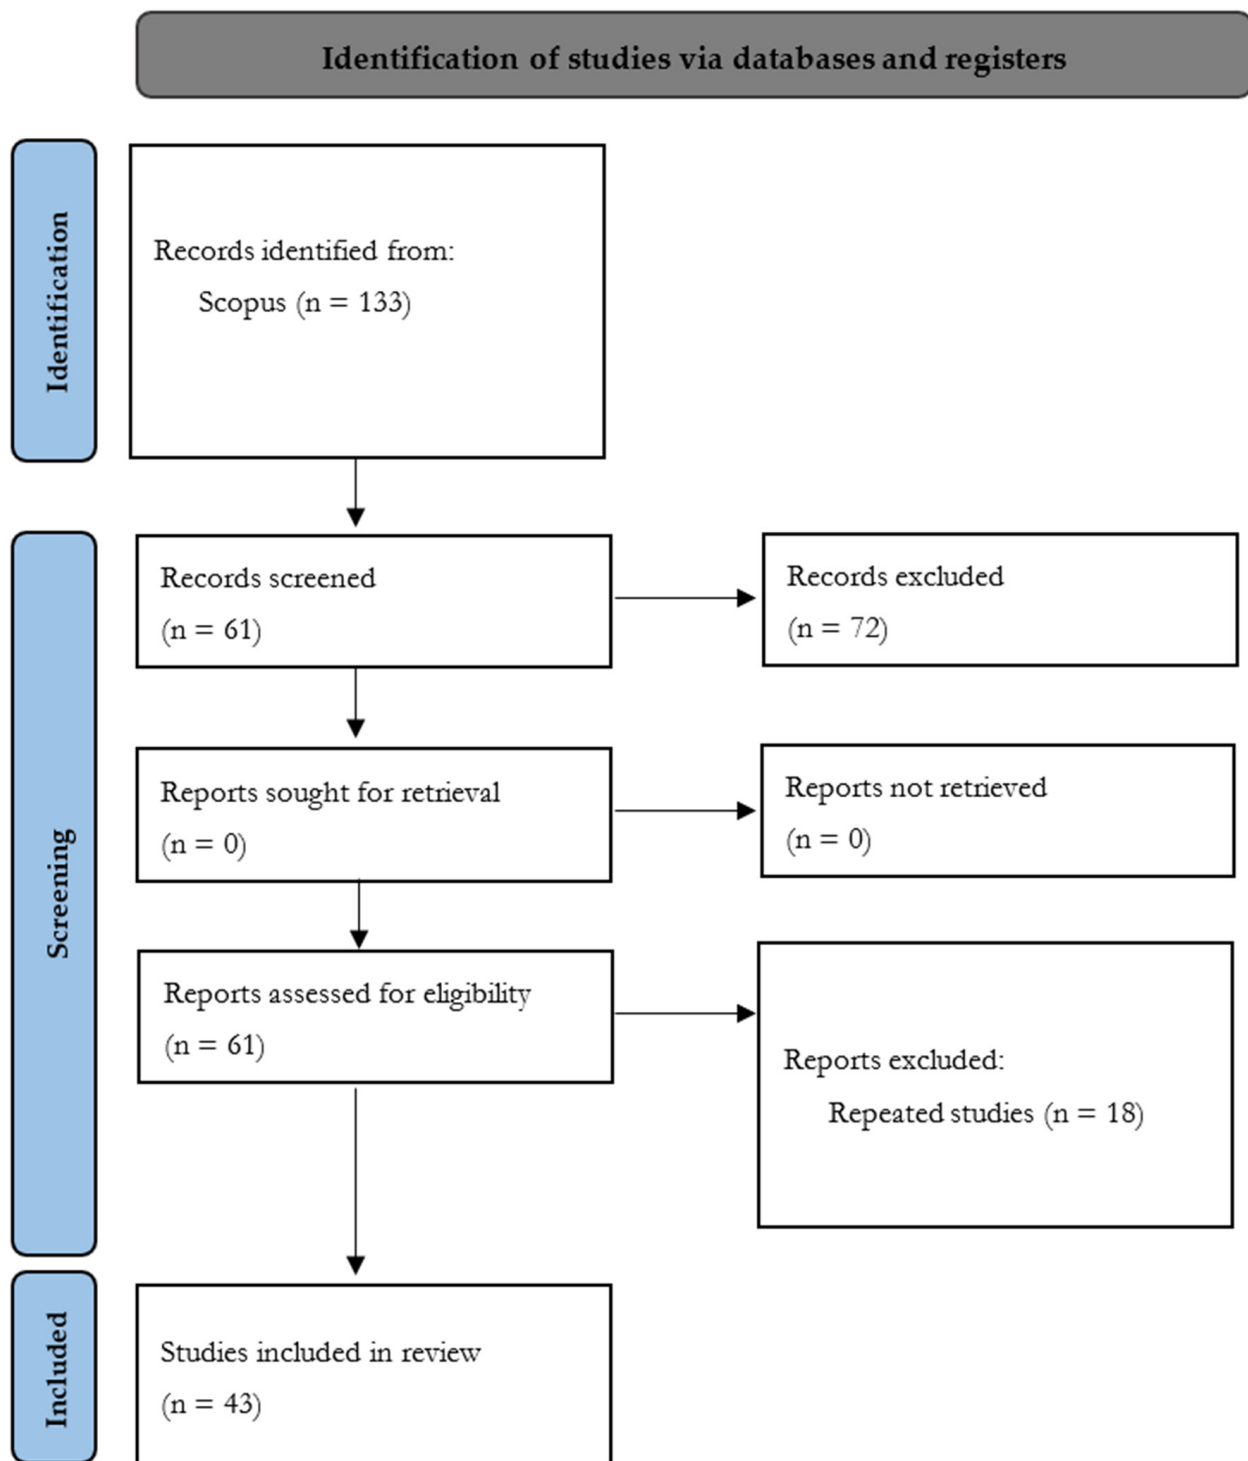 Identification of studies via databases and registers
Identification
Records identified from:
Scopus (n = 133)
Screening
Records screened
(n = 61)
Records excluded
(n = 72)
Reports sought for retrieval
(n = 0)
Reports not retrieved
(n = 0)
Reports assessed for eligibility
(n = 61)
Reports excluded:
Repeated studies (n = 18)
Included
Studies included in review
(n = 43)